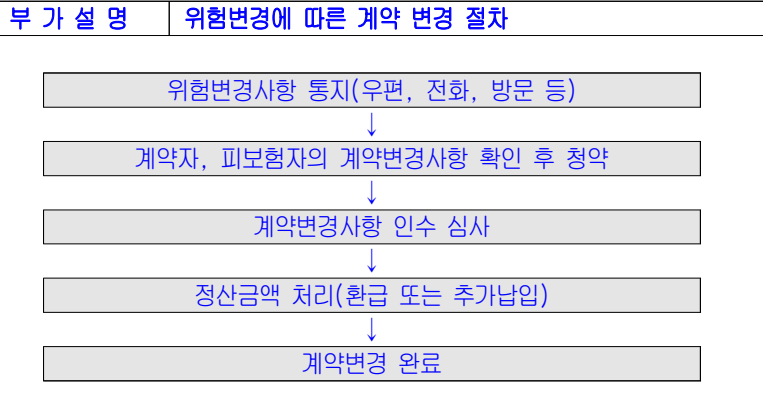 부 가 설 명 위험변경에 따른 계약 변경 절차
위험변경사항 통지(우편, 전화, 방문 등)
↓
계약자, 피보험자의 계약변경사항 확인 후 청약
↓
계약변경사항 인수 심사
↓
정산금액 처리(환급 또는 추가납입)
↓
계약변경 완료